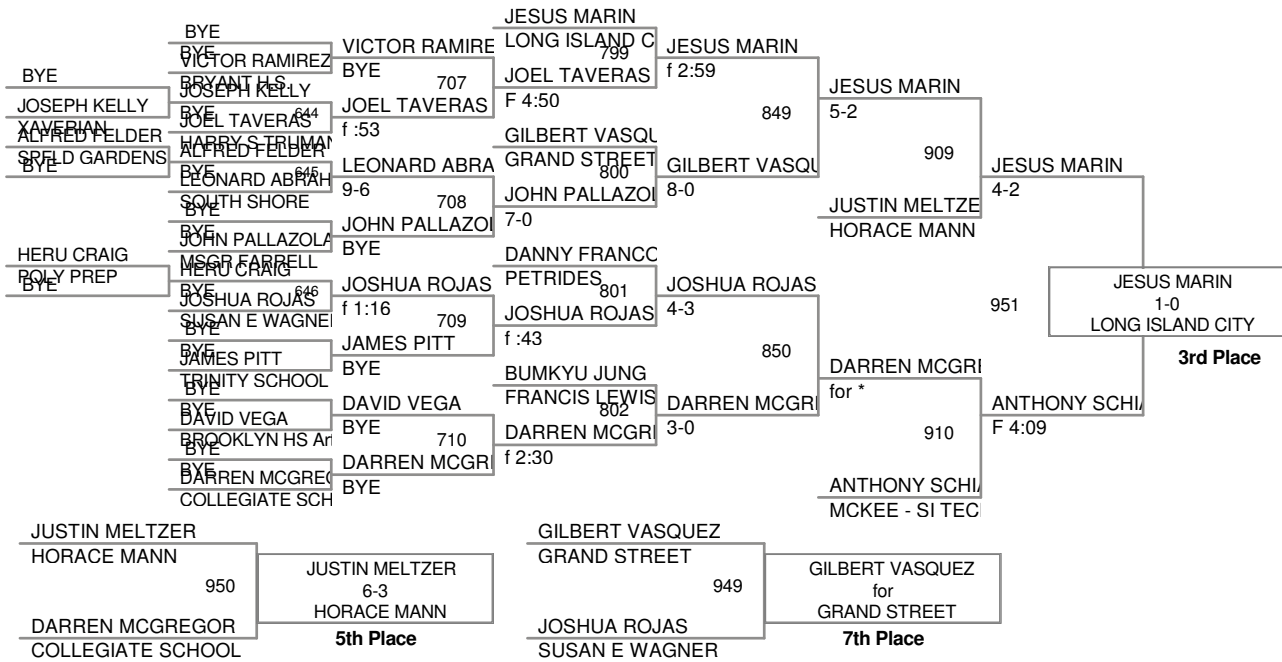 BYE
JOSEPH KELLY
XAVERIAN
ALFRED FELDER
SPFLD GARDENS
BYE
HERU CRAIG
POLY PREP
BYE
BYE
BYE
VICTOR RAMIREZ
BRYANT H.S.
JOSEPH KELLY
BYE
644
JOEL TAVERAS
HARRY S TRUMAN
ALFRED FELDER
BYE
645
LEONARD ABRAH
SOUTH SHORE
BYE
BYE
JOHN PALLAZOLA
MSGR FARRELL
HERU CRAIG
BYE
646
JOSHUA ROJAS
SUSAN E WAGNER
BYE
BYE
JAMES PITT
TRINITY SCHOOL
BYE
BYE
DAVID VEGA
BROOKLYN HS Art
BYE
BYE
DARREN MCGREG
COLLEGIATE SCH
VICTOR RAMIRE
BYE
707
JOEL TAVERAS
f :53
LEONARD ABRA
9-6
708
JOHN PALLAZOL
BYE
JOSHUA ROJAS
f 1:16
709
JAMES PITT
BYE
DAVID VEGA
BYE
710
DARREN MCGRE
BYE
JESUS MARIN
LONG ISLAND C
799
JOEL TAVERAS
F 4:50
GILBERT VASQU
GRAND STREET
800
JOHN PALLAZOL
7-0
DANNY FRANCO
PETRIDES
801
JOSHUA ROJAS
f :43
BUMKYU JUNG
FRANCIS LEWIS
802
DARREN MCGRE
f 2:30
JESUS MARIN
f 2:59
849
GILBERT VASQU
8-0
JOSHUA ROJAS
4-3
850
DARREN MCGRE
3-0
JESUS MARIN
5-2
909
JUSTIN MELTZE
HORACE MANN
DARREN MCGRE
for *
910
ANTHONY SCHIA
MCKEE - SI TECH
JESUS MARIN
4-2
951
ANTHONY SCHIA
F 4:09
JESUS MARIN
1-0
LONG ISLAND CITY
3rd Place
JUSTIN MELTZER
HORACE MANN
950
DARREN MCGREGOR
COLLEGIATE SCHOOL
JUSTIN MELTZER
6-3
HORACE MANN
5th Place
GILBERT VASQUEZ
GRAND STREET
949
JOSHUA ROJAS
SUSAN E WAGNER
GILBERT VASQUEZ
for
GRAND STREET
7th Place